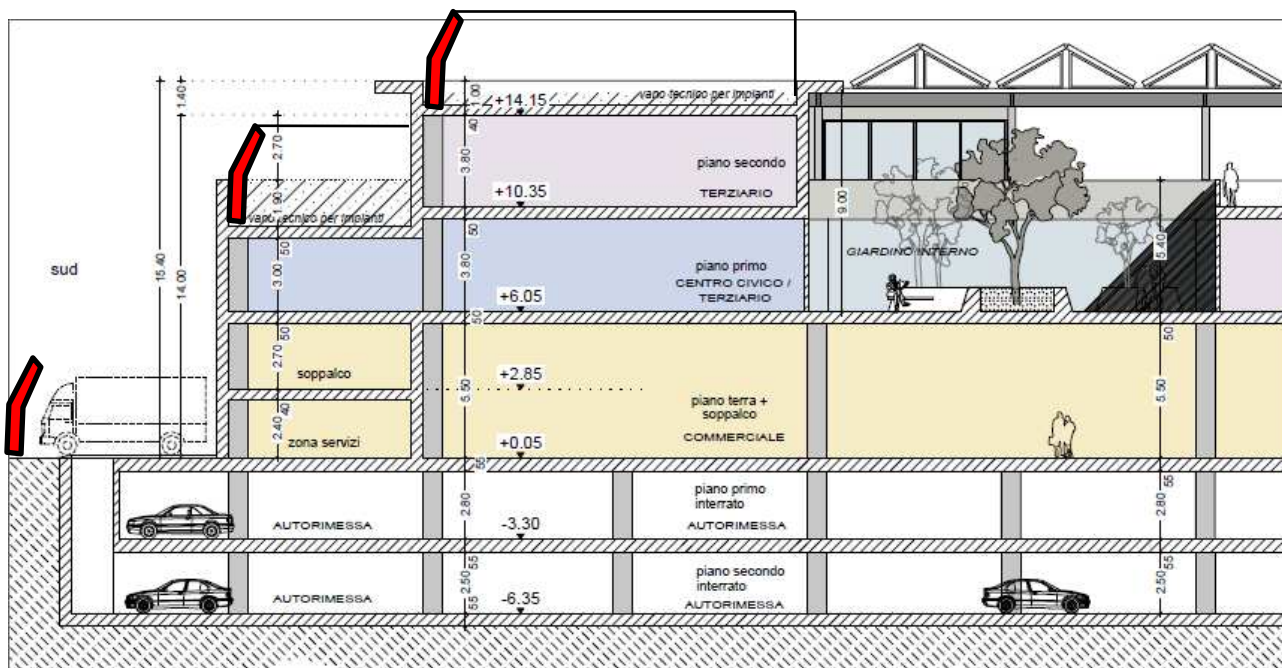 1.40
2.70
1.00
vano tecnico per impianti
+14.15
40
3.80
piano secondo
TERZIARIO
+10.35
90
vano tecnico per impianti
9.00
50
50
sud
15.40
14.00
3.00
3.80
piano primo
CENTRO CIVICO /
TERZIARIO
+6.05
GIARDINO INTERNO
5.40
50
50
50
2.70
soppalco
+2.85
5.50
5.50
piano terra +
soppalco
COMMERCIALE
40
2.40
zona servizi
+0.05
55
55
piano primo
interrato
AUTORIMESSA
AUTORIMESSA
2.80
2.80
-3.30
55
55
piano secondo
interrato
AUTORIMESSA
AUTORIMESSA
2.50
2.50
-6.35
55